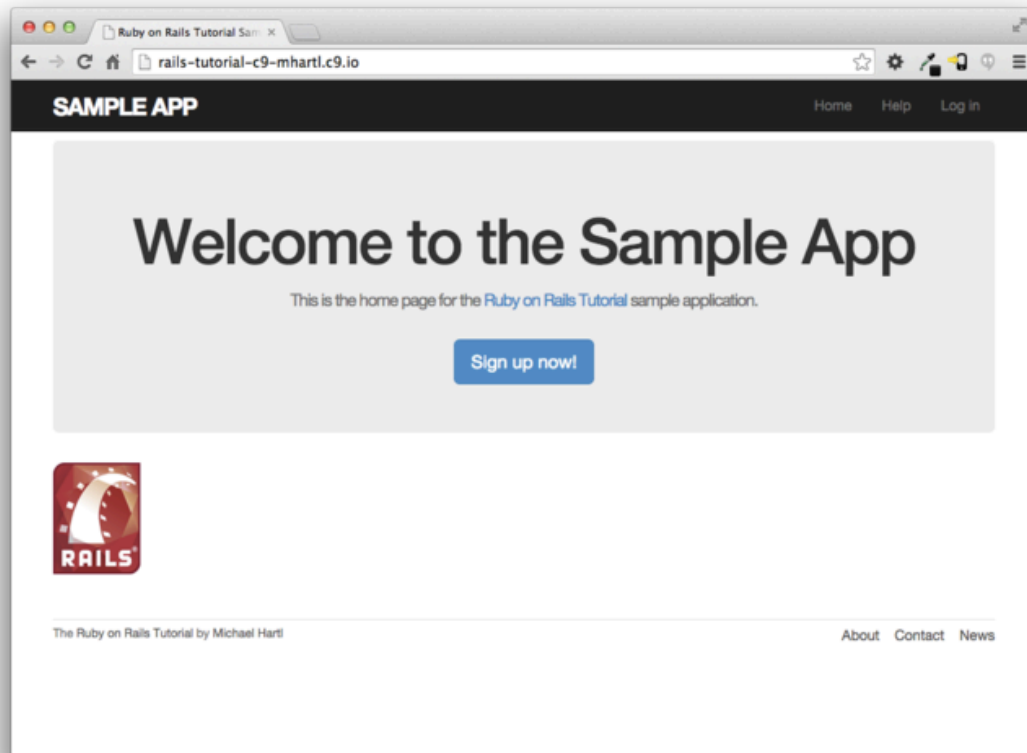 Ruby on Rails Tutorial Sam
rails-tutorial-c9-mhartl.c9.io
SAMPLE APP
Home Help Log in
Welcome to the Sample App
This is the home page for the Ruby on Rails Tutorial sample application.
Sign up now!
RAILS
The Ruby on Rails Tutorial by Michael Hartl
About Contact News